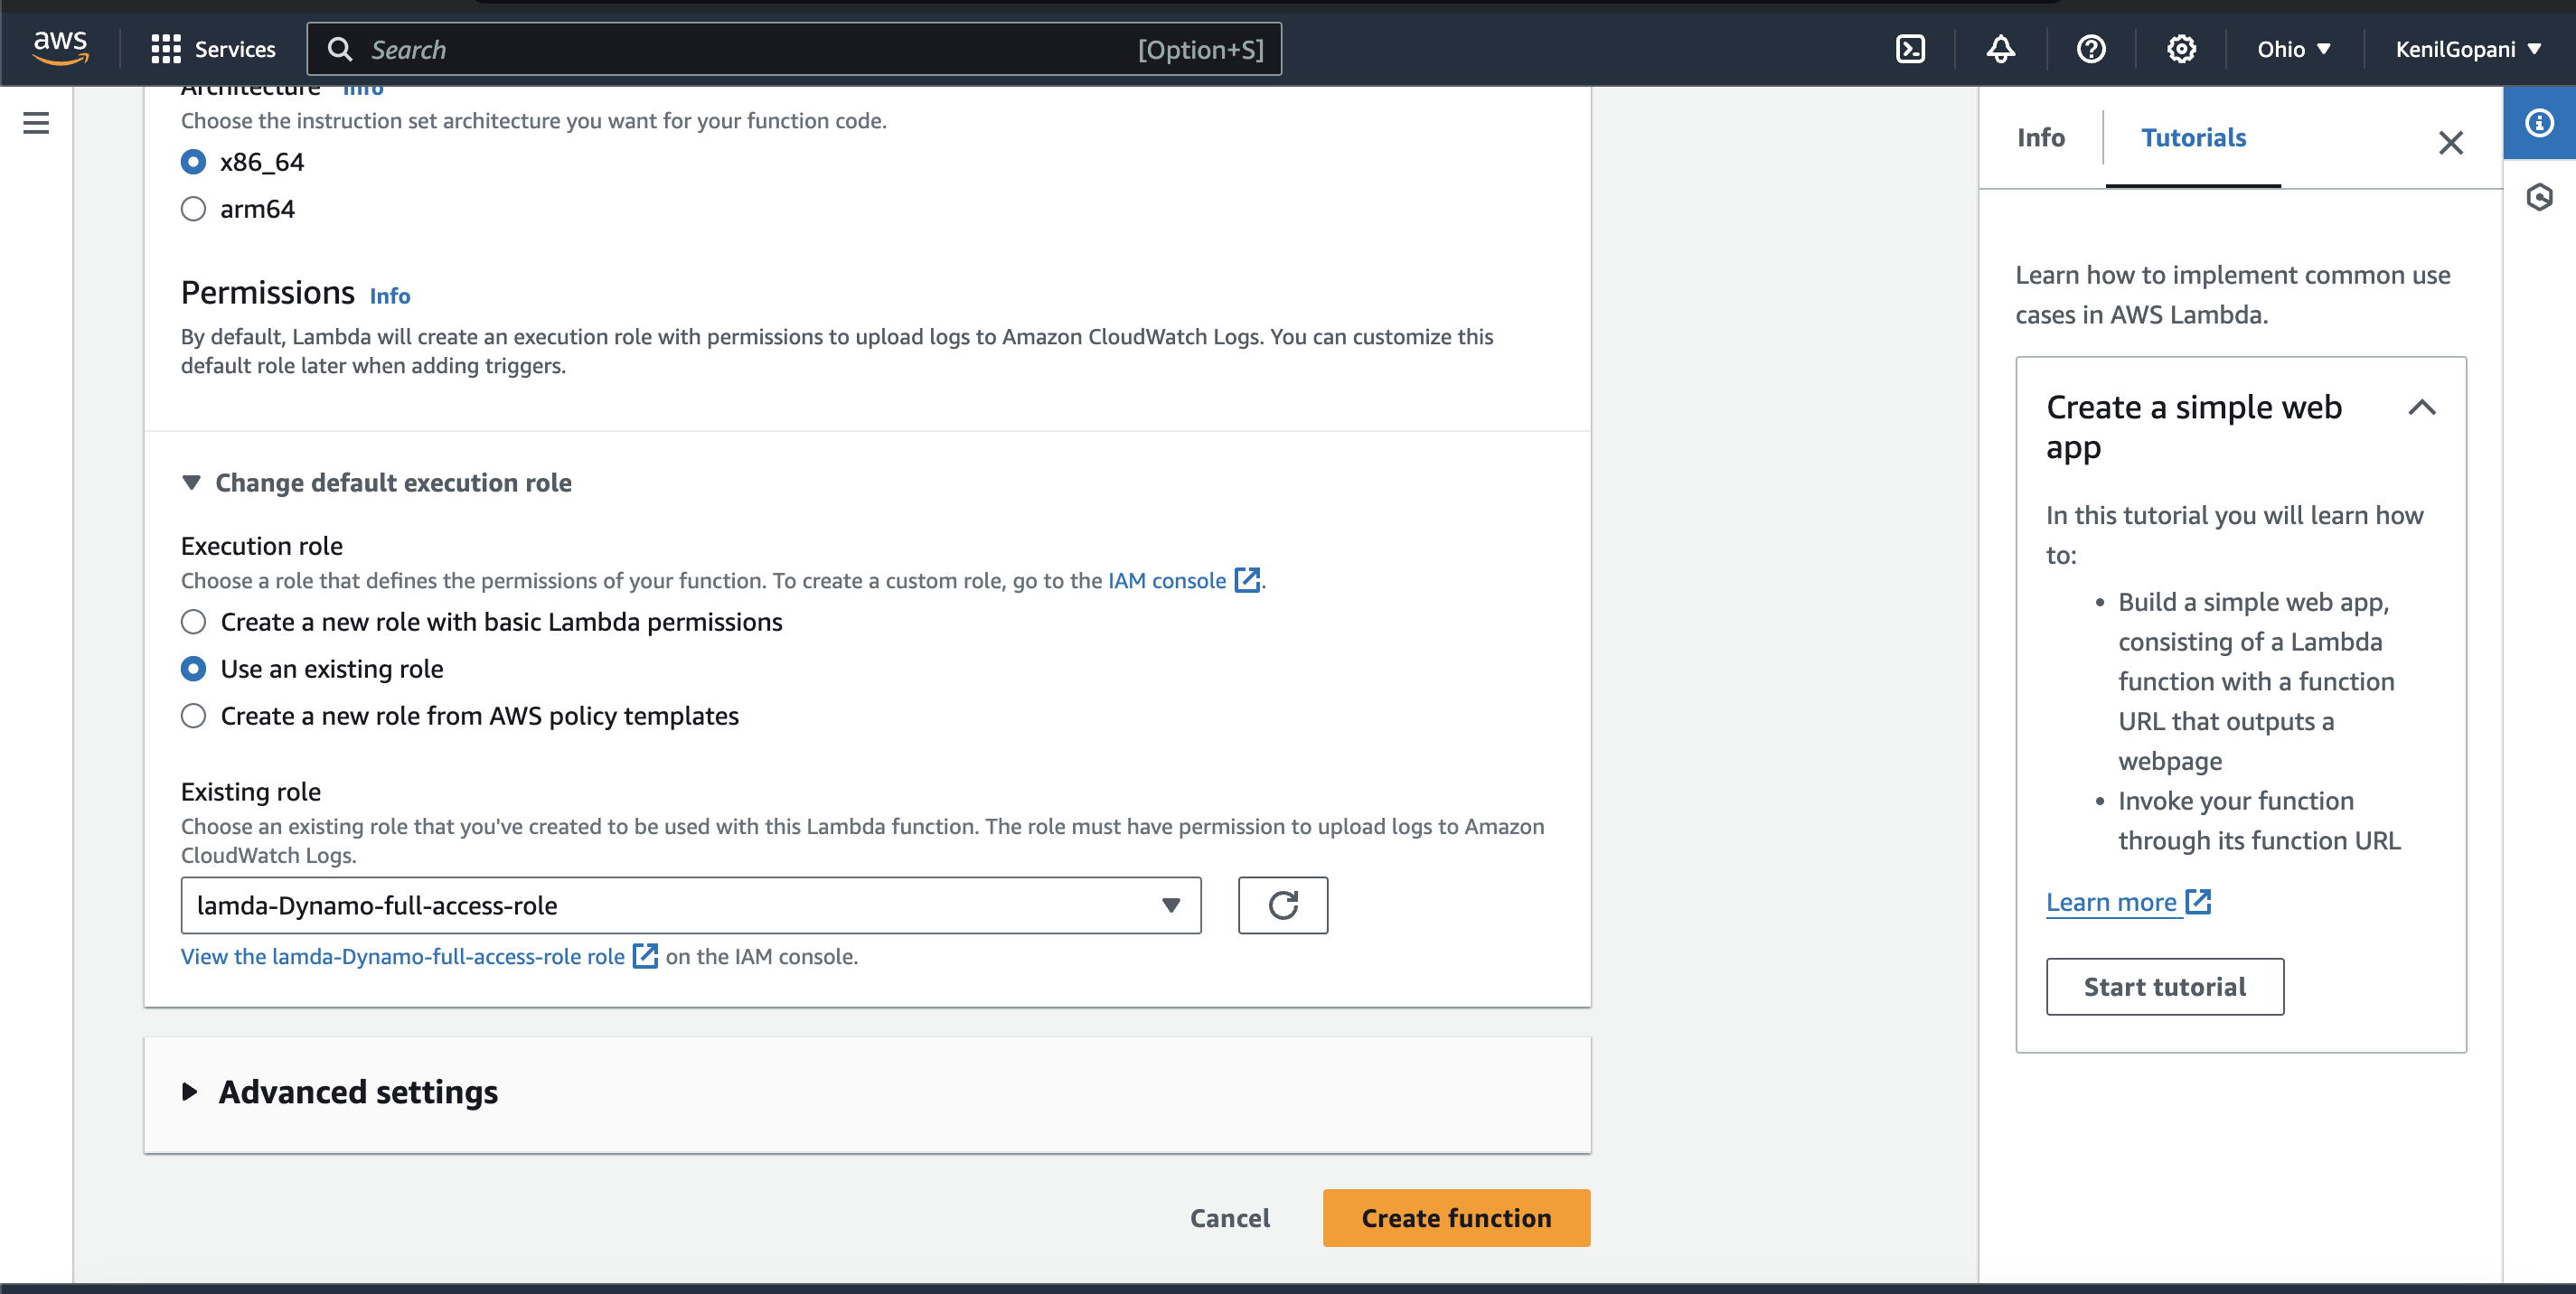 aws
Services
Search [Option+S]
Ohio
KenilGopani
Architecture Info
Choose the instruction set architecture you want for your function code.
x86_64
arm64
Permissions Info
By default, Lambda will create an execution role with permissions to upload logs to Amazon CloudWatch Logs. You can customize this
default role later when adding triggers.
Change default execution role
Execution role
Choose a role that defines the permissions of your function. To create a custom role, go to the IAM console.
Create a new role with basic Lambda permissions
Use an existing role
Create a new role from AWS policy templates
Existing role
Choose an existing role that you've created to be used with this Lambda function. The role must have permission to upload logs to Amazon
CloudWatch Logs.
lamda-Dynamo-full-access-role
View the lamda-Dynamo-full-access-role role on the IAM console.
Advanced settings
Cancel
Create function
Info
Tutorials
Learn how to implement common use
cases in AWS Lambda.
Create a simple web
app
In this tutorial you will learn how
to:
• Build a simple web app,
consisting of a Lambda
function with a function
URL that outputs a
webpage
• Invoke your function
through its function URL
Learn more
Start tutorial